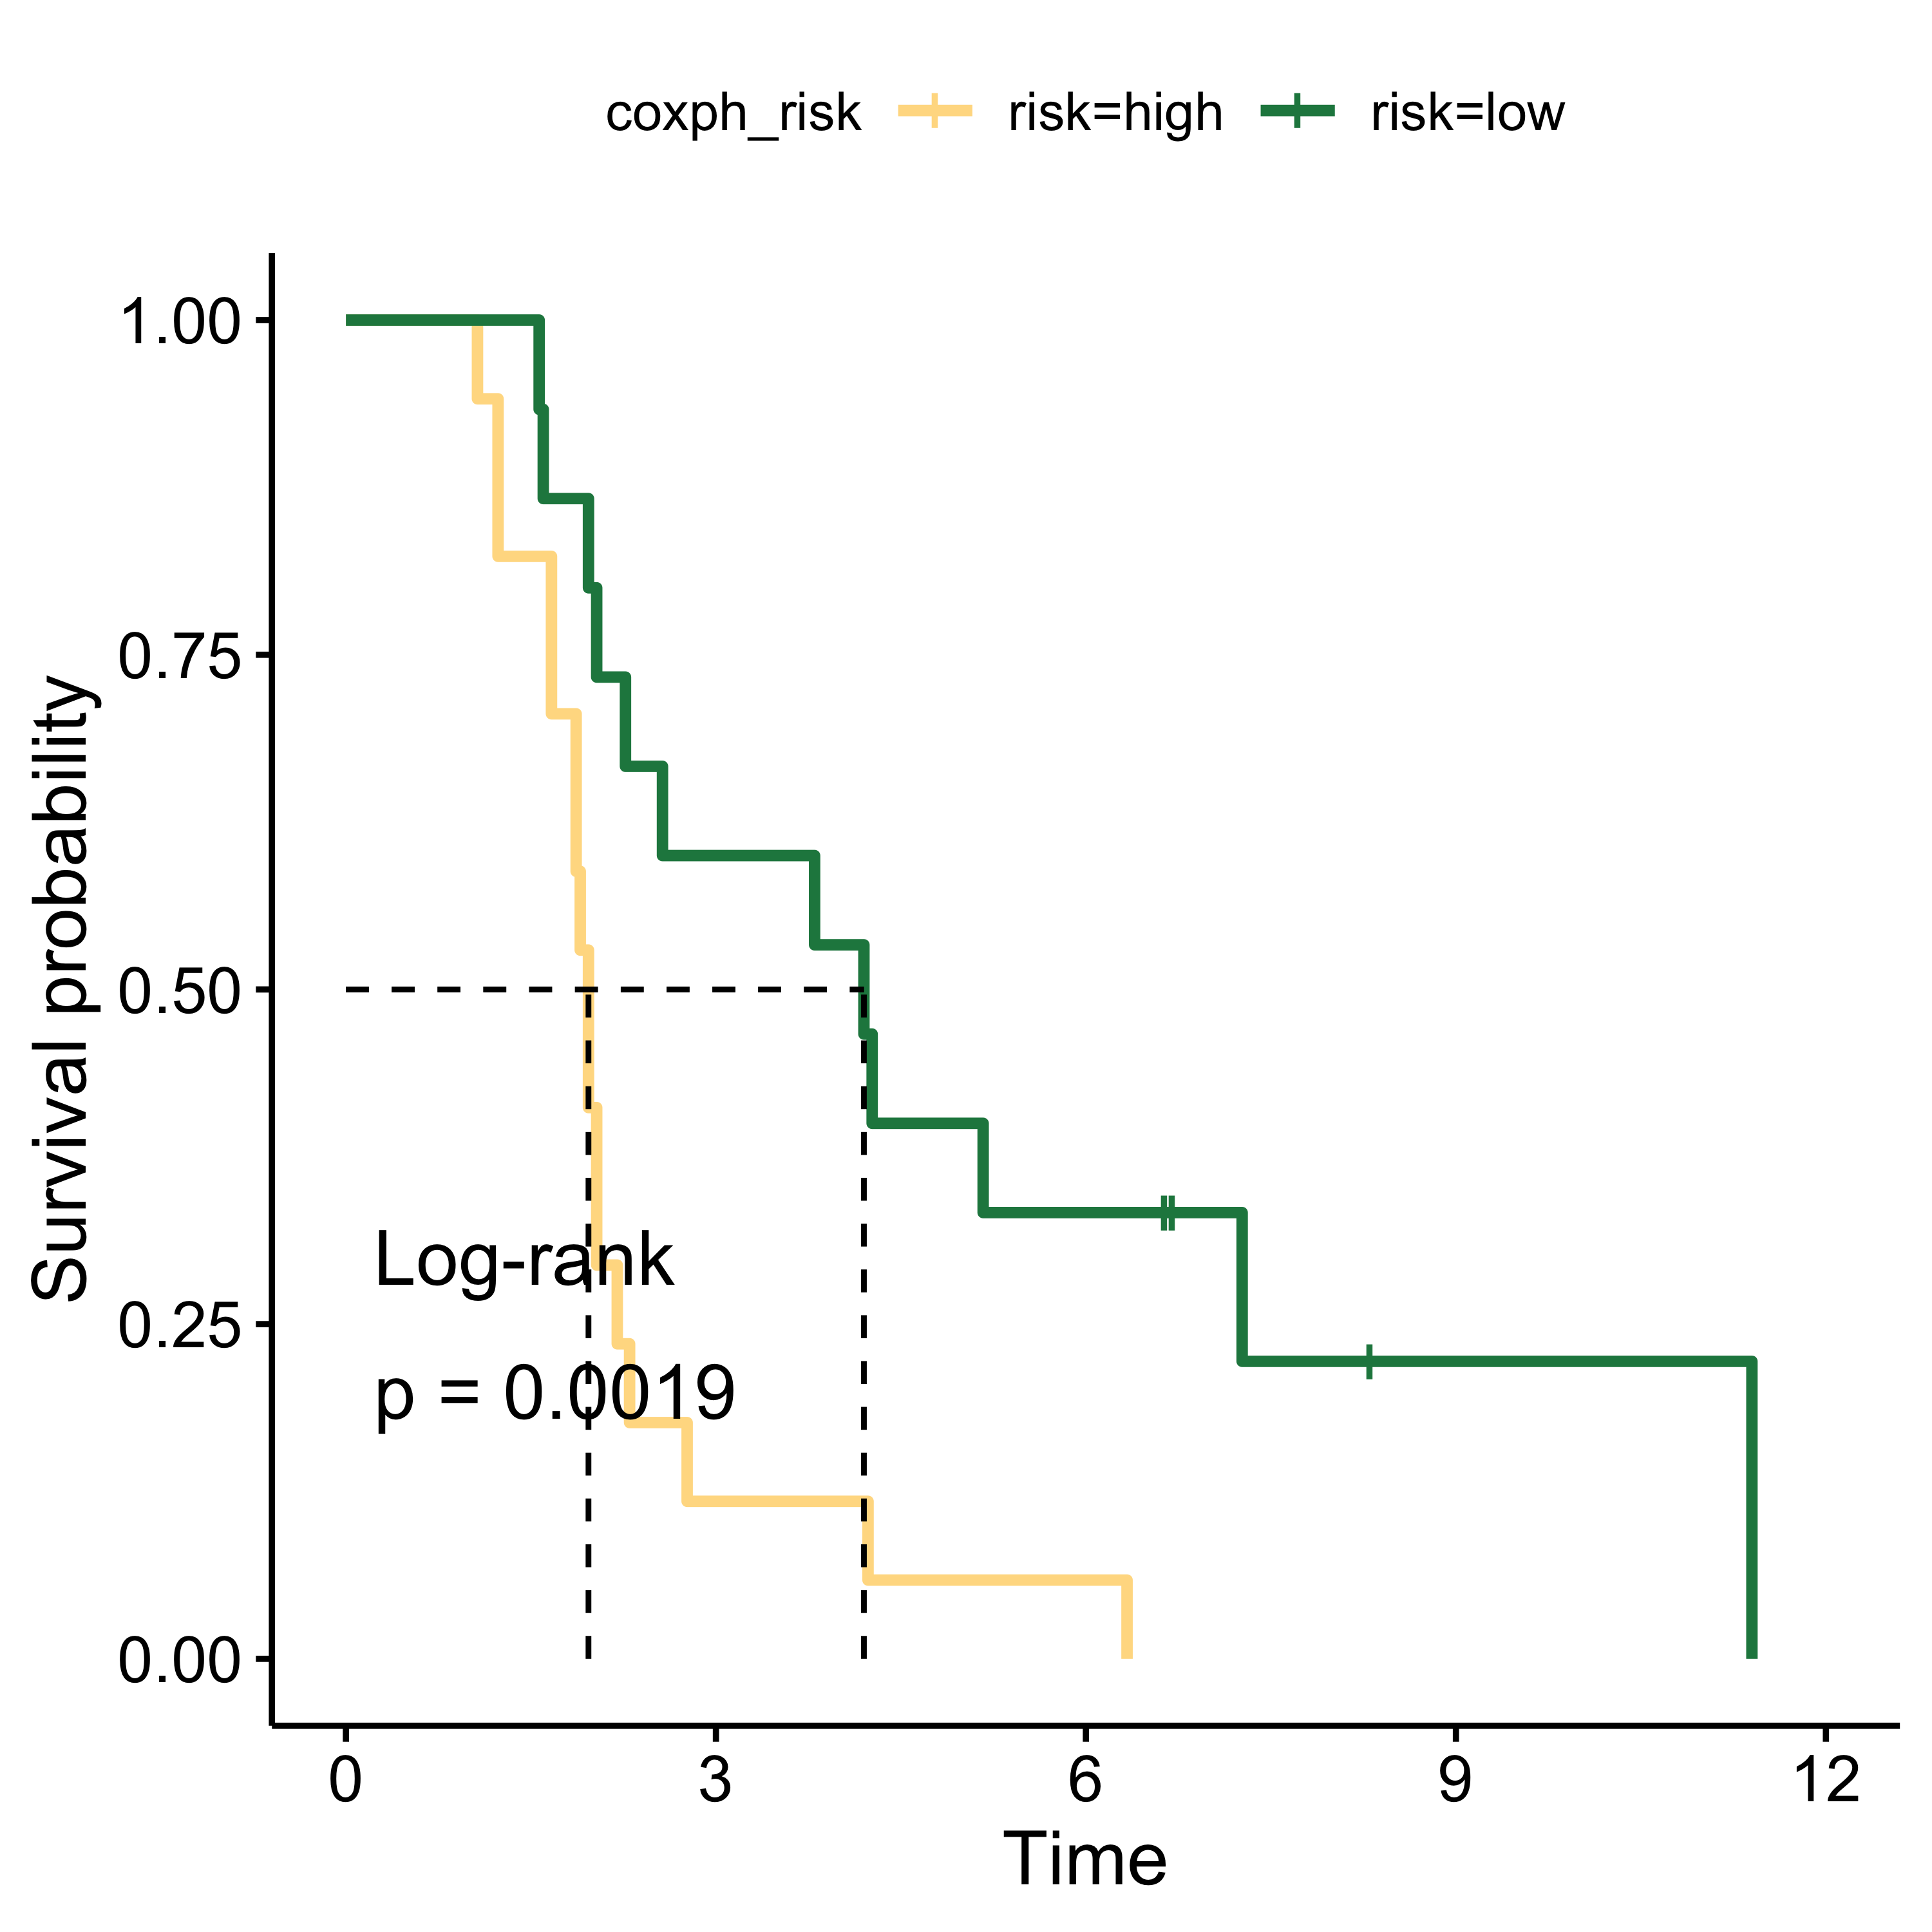 coxph_risk risk=high risk=low
Survival probability
1.00
0.75
0.50
0.25
0.00
Log-rank
p = 0.0019
0 3 6 9 12
Time